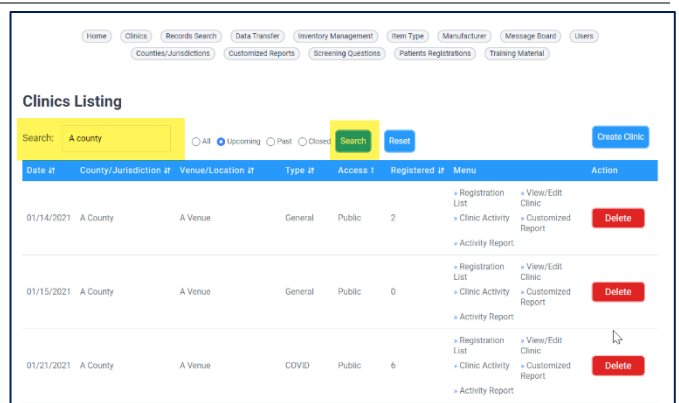 Home Clinics Records Search Data Transfer Inventory Management Item Type Manufacturer Message Board Users
Counties/Jurisdictions Customized Reports Screening Questions Patients Registrations Training Material
Clinics Listing
Search: A county All Upcoming Past Closed Search Reset Create Clinic
Date County/Jurisdiction Venue/Location Type Access Registered Menu Action
» Registration List » View/Edit Clinic
01/14/2021 A County A Venue General Public 2 » Clinic Activity » Customized Report Delete
» Activity Report
» Registration List » View/Edit Clinic
01/15/2021 A County A Venue General Public 0 » Clinic Activity » Customized Report Delete
» Activity Report
» Registration List » View/Edit Clinic
01/21/2021 A County A Venue COVID Public 6 » Clinic Activity » Customized Report Delete
» Activity Report